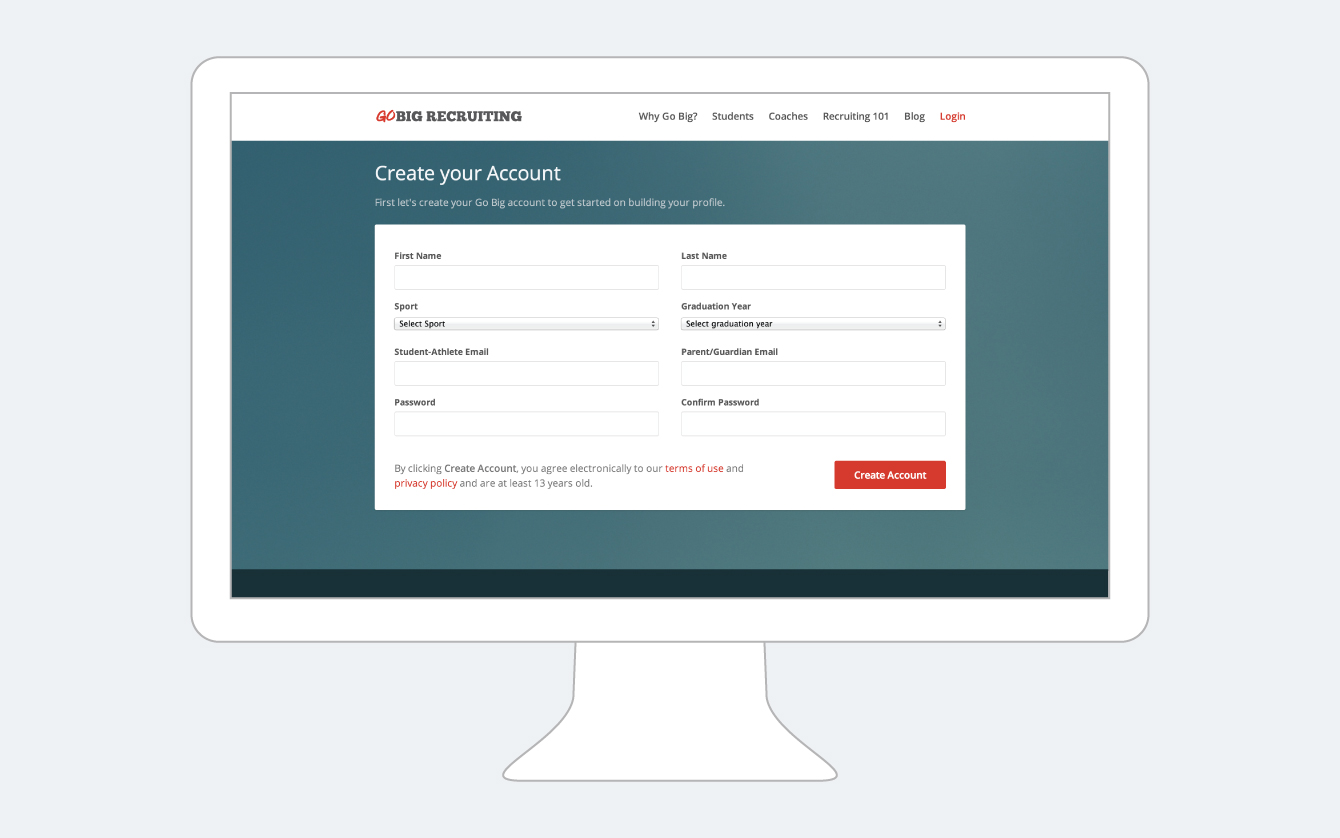 GOBIG RECRUITING
Why Go Big? Students Coaches Recruiting 101 Blog Login
Create your Account
First let's create your Go Big account to get started on building your profile.
First Name
Last Name
Sport
Select Sport
Graduation Year
Select graduation year
Student-Athlete Email
Parent/Guardian Email
Password
Confirm Password
By clicking Create Account, you agree electronically to our terms of use and
privacy policy and are at least 13 years old.
Create Account